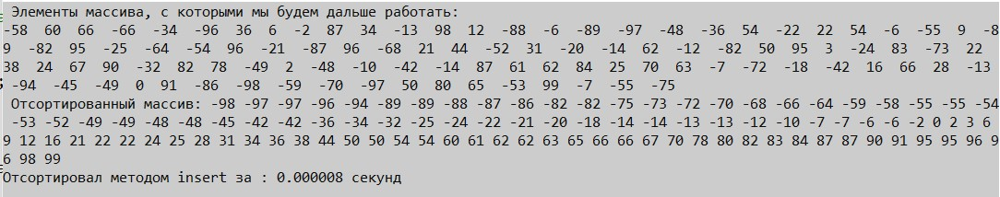 Элементы массива, с которыми мы будем дальше работать:
-58 60 66 -66 -34 -96 36 6 -2 87 34 -13 98 12 -88 -6 -89 -97 -48 -36 54 -22 22 54 -6 -55 9 -8
9 -82 95 -25 -64 -54 96 -21 -87 96 -68 21 44 -52 31 -20 -14 62 -12 -82 50 95 3 -24 83 -73 22
38 24 67 90 -32 82 78 -49 2 -48 -10 -42 -14 87 61 62 84 25 70 63 -7 -72 -18 -42 16 66 28 -13
-94 -45 -49 0 91 -86 -98 -59 -70 -97 50 80 65 -53 99 -7 -55 -75
Отсортированный массив: -98 -97 -97 -96 -94 -89 -89 -88 -87 -86 -82 -82 -75 -73 -72 -70 -68 -66 -64 -59 -58 -55 -55 -54
-53 -52 -49 -49 -48 -48 -45 -42 -42 -36 -34 -32 -25 -24 -22 -21 -20 -18 -14 -14 -13 -13 -12 -10 -7 -7 -6 -6 -2 0 2 3 6
9 12 16 21 22 22 24 25 28 31 34 36 38 44 50 50 54 54 60 61 62 62 63 65 66 66 67 70 78 80 82 83 84 87 87 90 91 95 95 96 9
6 98 99
Отсортировал методом insert за : 0.000008 секунд